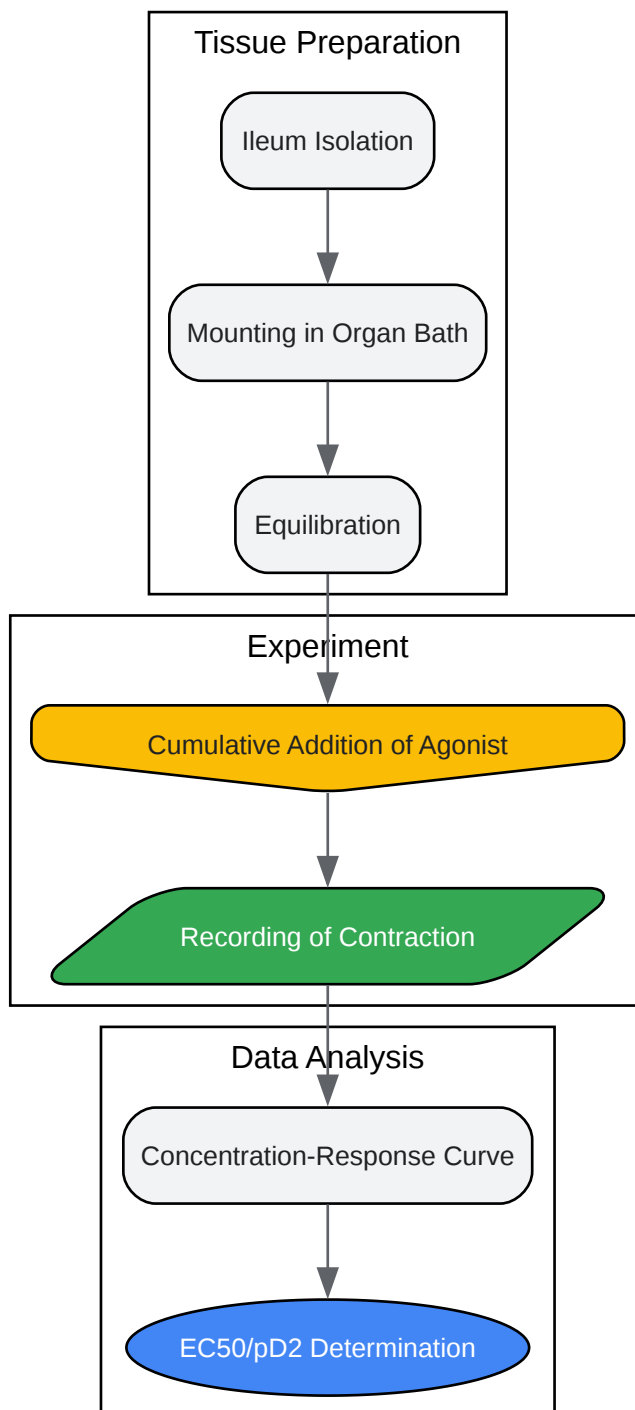 Tissue Preparation
Ileum Isolation
Mounting in Organ Bath
Equilibration
Experiment
Cumulative Addition of Agonist
Recording of Contraction
Data Analysis
Concentration-Response Curve
EC50/pD2 Determination